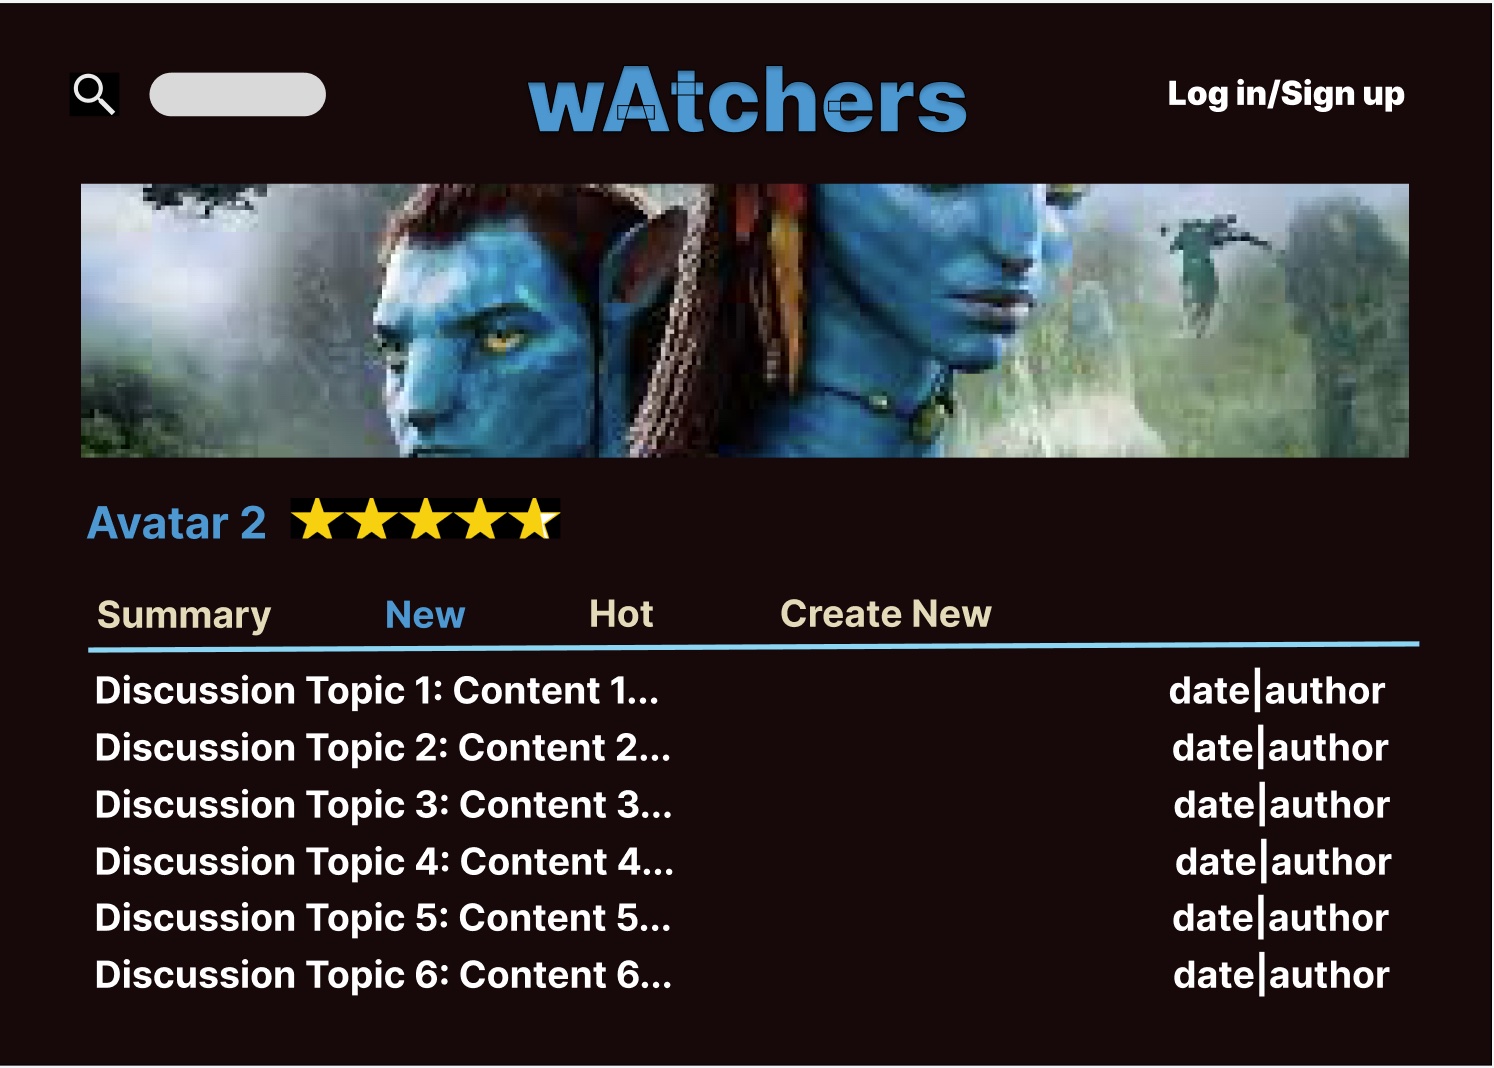 wAtchers
Log in/Sign up
Avatar 2
Summary New Hot Create New
Discussion Topic 1: Content 1... date|author
Discussion Topic 2: Content 2... date|author
Discussion Topic 3: Content 3... date|author
Discussion Topic 4: Content 4... date|author
Discussion Topic 5: Content 5... date|author
Discussion Topic 6: Content 6... date|author